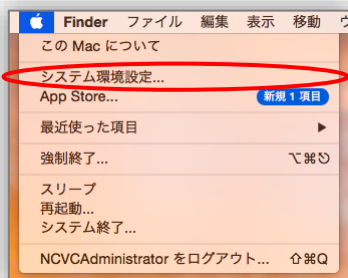 Finder ファイル 編集 表示 移動
この Mac について
システム環境設定...
App Store... 新規 1 項目
最近使った項目 ▶
強制終了... ⌥⌘⎋
スリープ
再起動...
システム終了...
NCVCAdministrator をログアウト... ⇧⌘Q